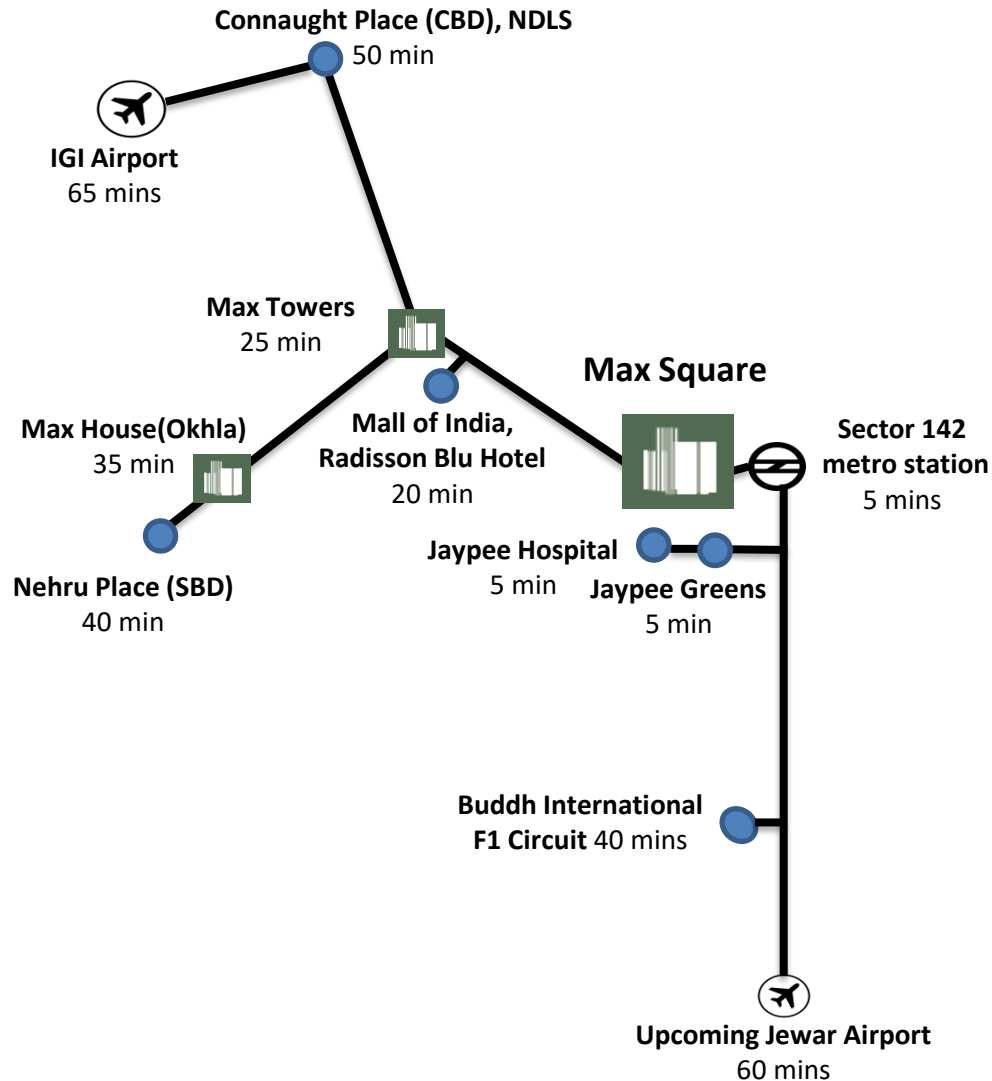 Connaught Place (CBD), NDLS
50 min
IGI Airport
65 mins
Max Towers
25 min
Max Square
Mall of India,
Radisson Blu Hotel
20 min
Max House(Okhla)
35 min
Sector 142
metro station
5 mins
Nehru Place (SBD)
40 min
Jaypee Hospital
5 min
Jaypee Greens
5 min
Buddh International
F1 Circuit 40 mins
Upcoming Jewar Airport
60 mins